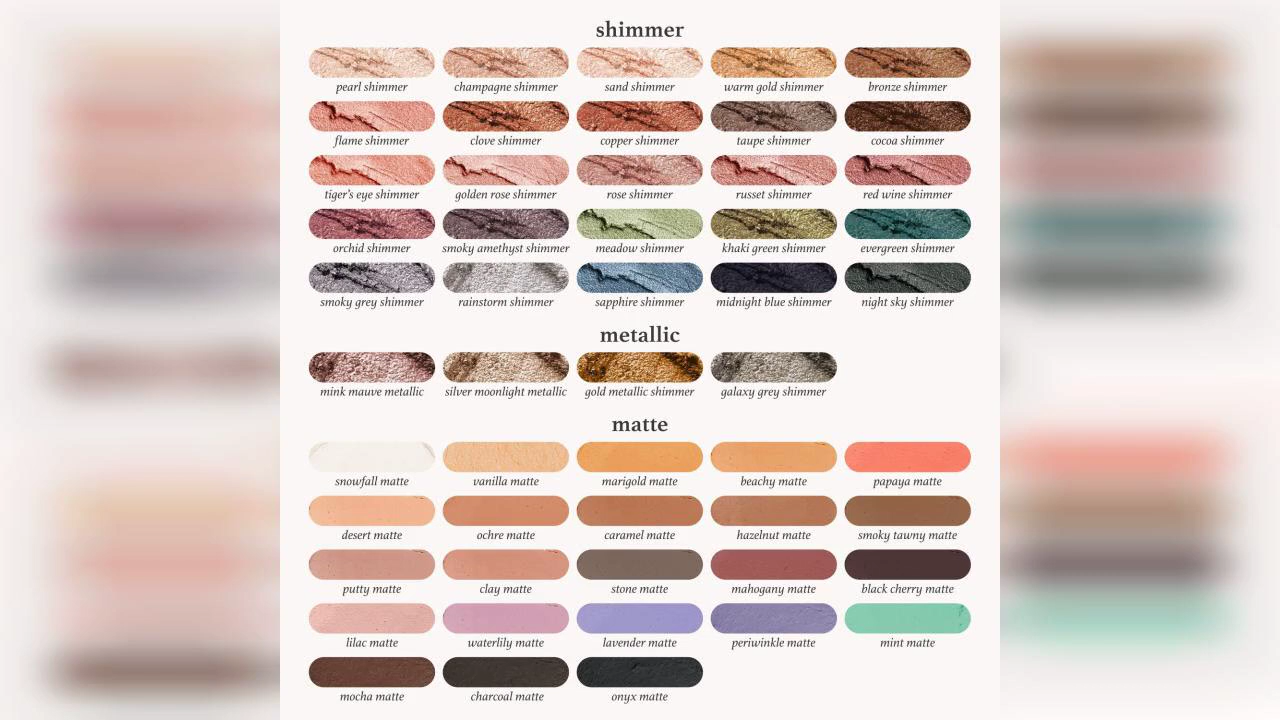 shimmer
pearl shimmer champagne shimmer sand shimmer warm gold shimmer bronze shimmer
flame shimmer clove shimmer copper shimmer taupe shimmer cocoa shimmer
tiger's eye shimmer golden rose shimmer rose shimmer russet shimmer red wine shimmer
orchid shimmer smoky amethyst shimmer meadow shimmer khaki green shimmer evergreen shimmer
smoky grey shimmer rainstorm shimmer sapphire shimmer midnight blue shimmer night sky shimmer
metallic
mink mauve metallic silver moonlight metallic gold metallic shimmer galaxy grey shimmer
matte
snowfall matte vanilla matte marigold matte beachy matte papaya matte
desert matte ochre matte caramel matte hazelnut matte smoky tawny matte
putty matte clay matte stone matte mahogany matte black cherry matte
lilac matte waterlily matte lavender matte periwinkle matte mint matte
mocha matte charcoal matte onyx matte